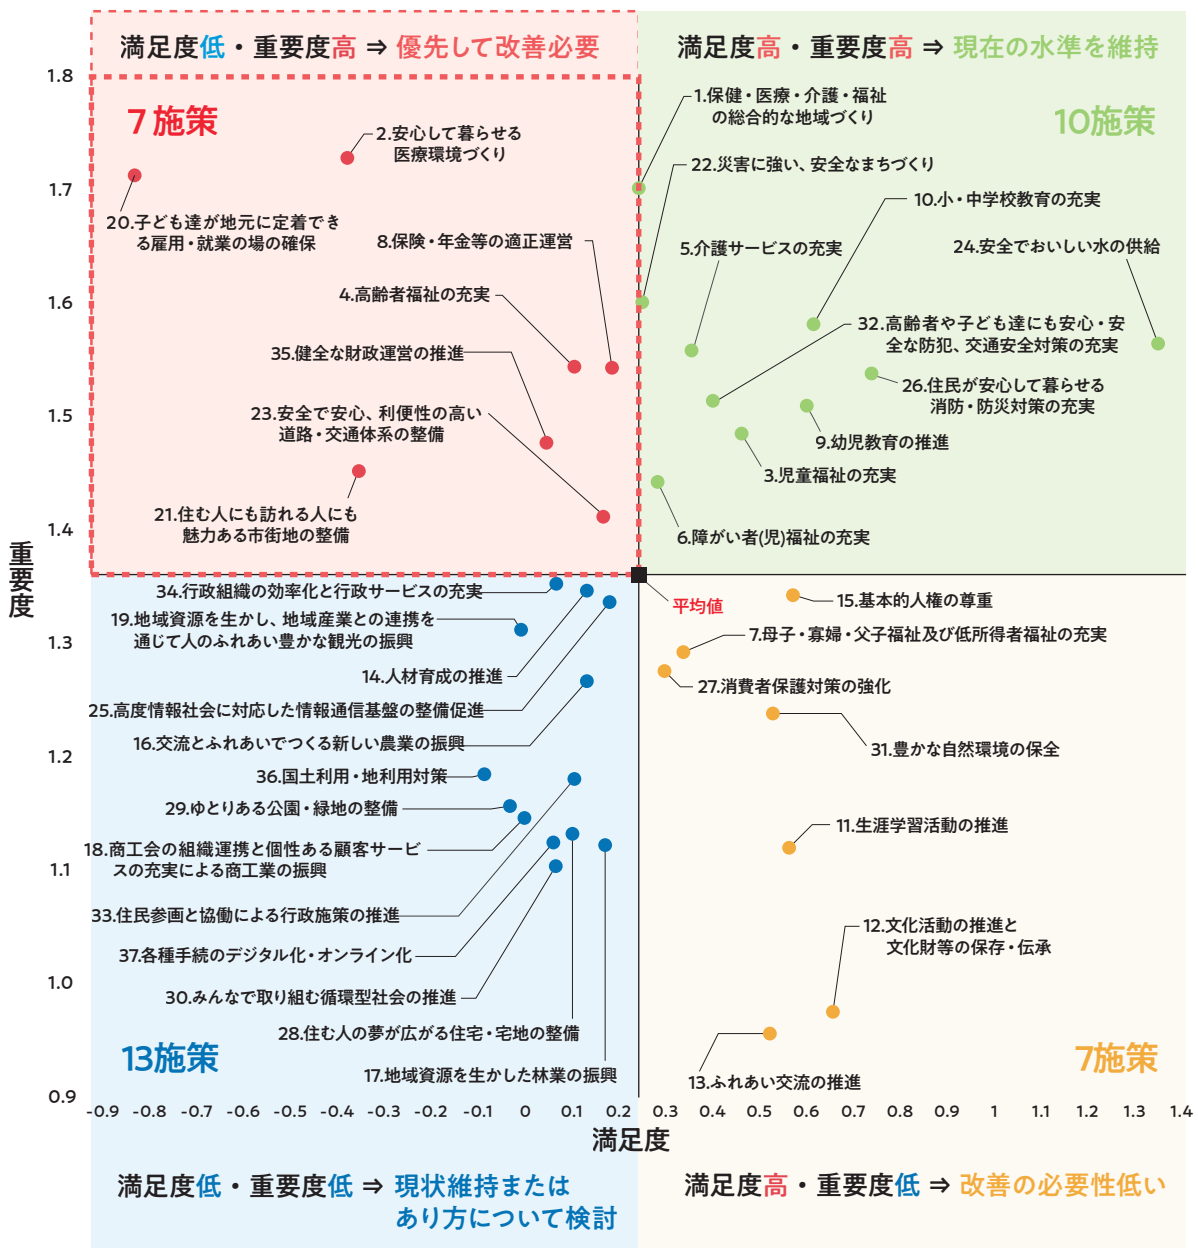 満足度低・重要度高 ⇒ 優先して改善必要
満足度高・重要度高 ⇒ 現在の水準を維持
1.8
7施策
10施策
1.保健・医療・介護・福祉
の総合的な地域づくり
2.安心して暮らせる
医療環境づくり
22.災害に強い、安全なまちづくり
1.7
10.小・中学校教育の充実
20.子ども達が地元に定着でき
る雇用・就業の場の確保
8.保険・年金等の適正運営
5.介護サービスの充実
24.安全でおいしい水の供給
4.高齢者福祉の充実
1.6
32.高齢者や子ども達にも安心・安
全な防犯、交通安全対策の充実
35.健全な財政運営の推進
26.住民が安心して暮らせる
消防・防災対策の充実
23.安全で安心、利便性の高い
道路・交通体系の整備
1.5
9.幼児教育の推進
3.児童福祉の充実
21.住む人にも訪れる人にも
魅力ある市街地の整備
1.4
6.障がい者(児)福祉の充実
重要度
34.行政組織の効率化と行政サービスの充実
平均値
15.基本的人権の尊重
19.地域資源を生かし、地域産業との連携を
通じて人のふれあい豊かな観光の振興
1.3
7.母子・寡婦・父子福祉及び低所得者福祉の充実
14.人材育成の推進
27.消費者保護対策の強化
25.高度情報社会に対応した情報通信基盤の整備促進
16.交流とふれあいでつくる新しい農業の振興
31.豊かな自然環境の保全
1.2
36.国土利用・地利用対策
29.ゆとりある公園・緑地の整備
11.生涯学習活動の推進
18.商工会の組織運携と個性ある顧客サービ
スの充実による商工業の振興
1.1
33.住民参画と協働による行政施策の推進
12.文化活動の推進と
文化財等の保存・伝承
37.各種手続のデジタル化・オンライン化
1.0
30.みんなで取り組む循環型社会の推進
28.住む人の夢が広がる住宅・宅地の整備
13施策
7施策
17.地域資源を生かした林業の振興
13.ふれあい交流の推進
0.9
-0.9 -0.8 -0.7 -0.6 -0.5 -0.4 -0.3 -0.2 -0.1 0 0.1 0.2 0.3 0.4 0.5 0.6 0.7 0.8 0.9 1 1.1 1.2 1.3 1.4
満足度
満足度低・重要度低 ⇒ 現状維持または
あり方について検討
満足度高・重要度低 ⇒ 改善の必要性低い